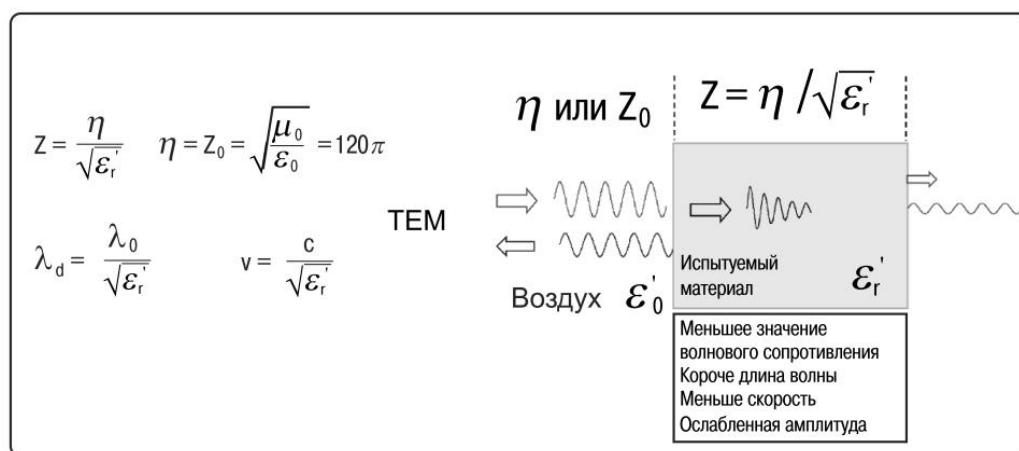 Z = η / √ε'r    η = Z0 = √(μ0 / ε0) = 120π
λd = λ0 / √ε'r    v = c / √ε'r
TEM
η или Z0
Z = η / √ε'r
Воздух ε'0
Испытуемый
материал
ε'r
Меньшее значение
волнового сопротивления
Короче длина волны
Меньше скорость
Ослабленная амплитуда